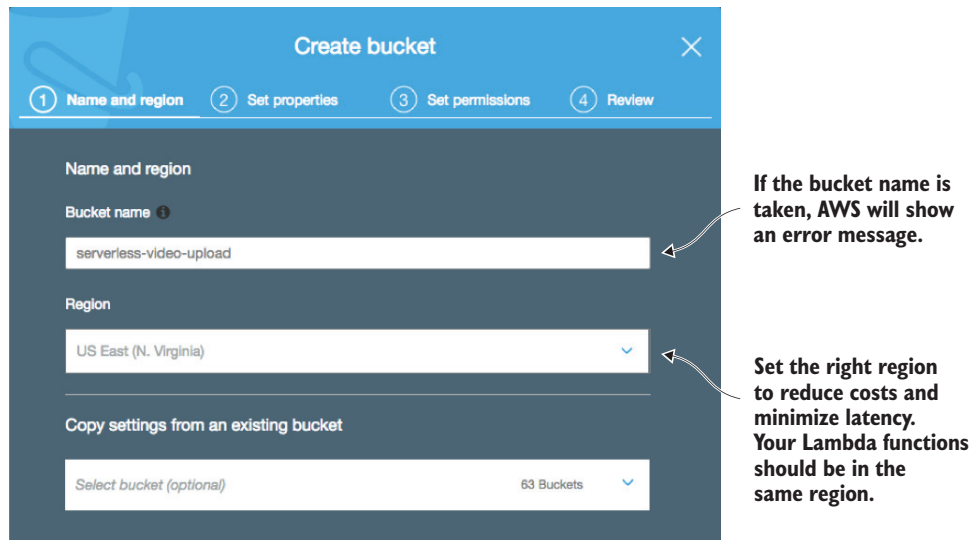 Create bucket
1 Name and region 2 Set properties 3 Set permissions 4 Review
Name and region
Bucket name
serverless-video-upload
If the bucket name is
taken, AWS will show
an error message.
Region
US East (N. Virginia)
Set the right region
to reduce costs and
minimize latency.
Your Lambda functions
should be in the
same region.
Copy settings from an existing bucket
Select bucket (optional) 63 Buckets